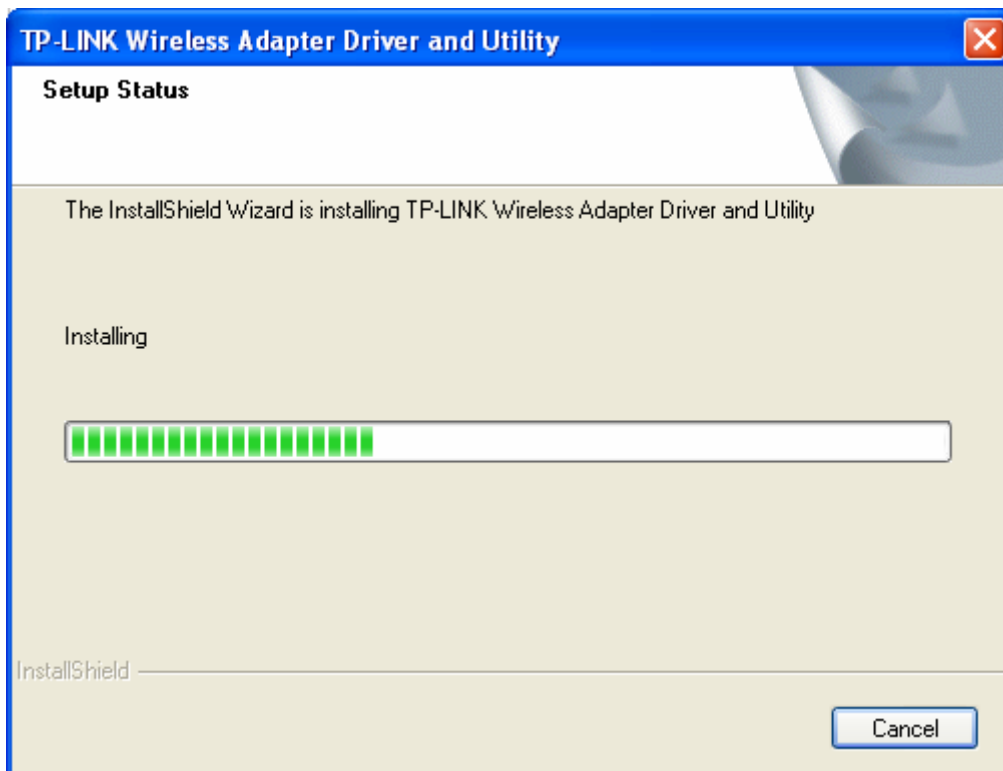 TP-LINK Wireless Adapter Driver and Utility
Setup Status
The InstallShield Wizard is installing TP-LINK Wireless Adapter Driver and Utility
Installing
InstallShield
Cancel